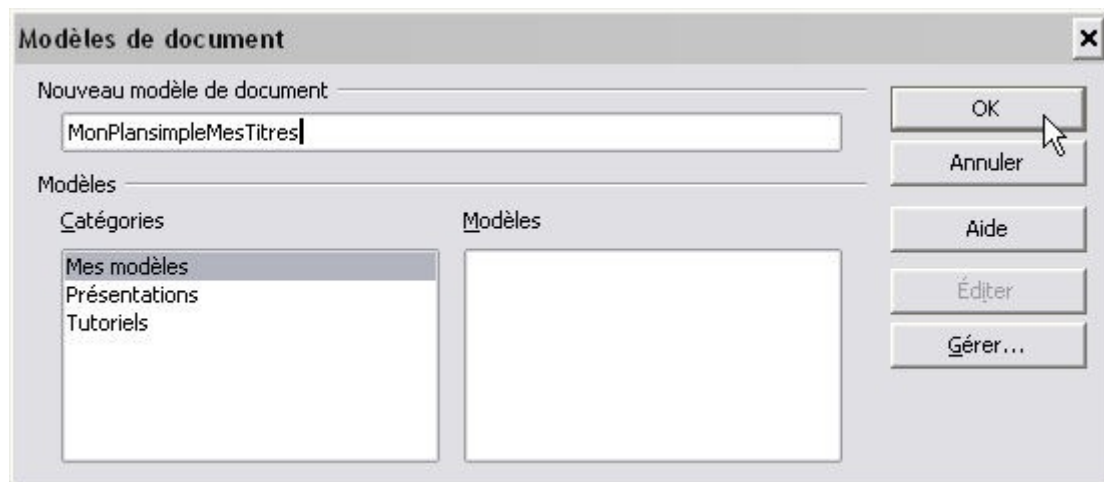 Modèles de document
Nouveau modèle de document
MonPlansimpleMesTitres
OK
Annuler
Modèles
Catégories
Modèles
Aide
Mes modèles
Présentations
Tutoriels
Éditer
Gérer...